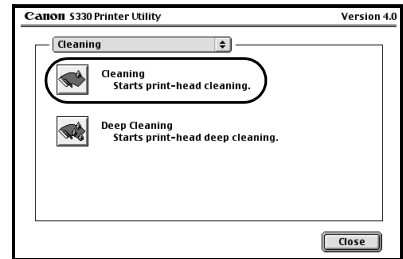 Canon S330 Printer Utility Version 4.0
Cleaning
Cleaning
Starts print-head cleaning.
Deep Cleaning
Starts print-head deep cleaning.
Close